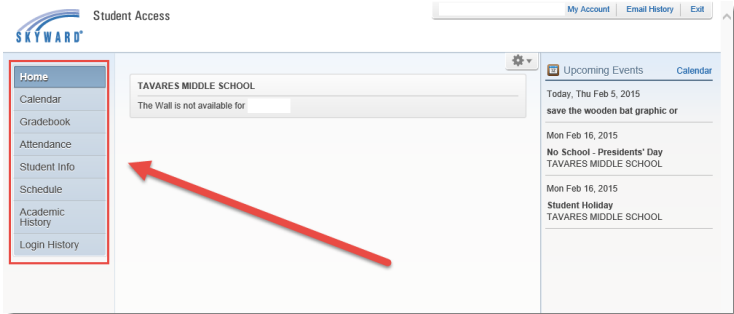 Student Access
SKYWARD
My Account
Email History
Exit
Home
Calendar
Gradebook
Attendance
Student Info
Schedule
Academic
History
Login History
TAVARES MIDDLE SCHOOL
The Wall is not available for
Upcoming Events
Calendar
Today, Thu Feb 5, 2015
save the wooden bat graphic or
Mon Feb 16, 2015
No School - Presidents' Day
TAVARES MIDDLE SCHOOL
Mon Feb 16, 2015
Student Holiday
TAVARES MIDDLE SCHOOL